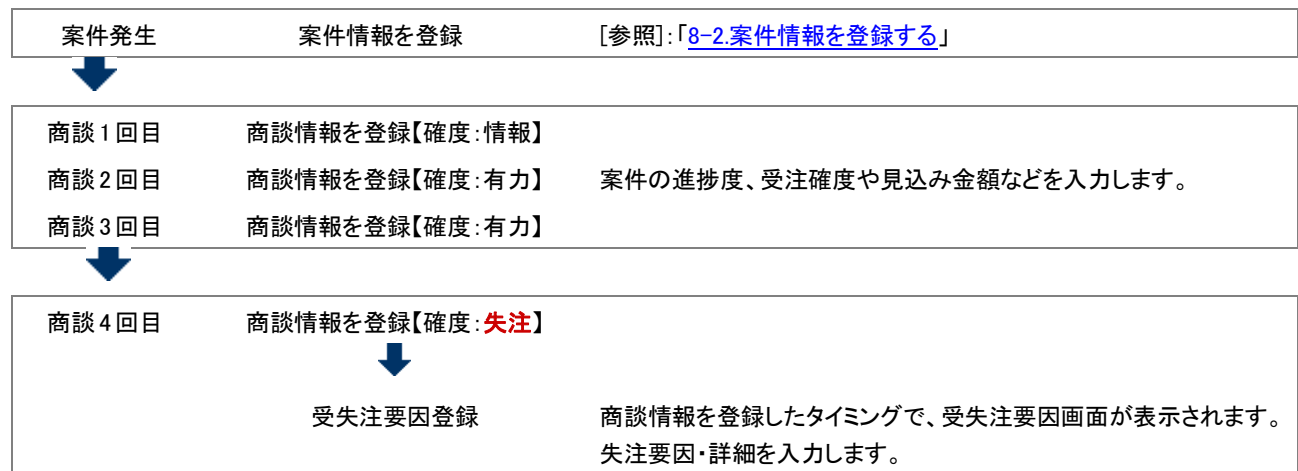 案件発生 案件情報を登録 [参照]:「8-2.案件情報を登録する」
商談1回目 商談情報を登録【確度:情報】
商談2回目 商談情報を登録【確度:有力】 案件の進捗度、受注確度や見込み金額などを入力します。
商談3回目 商談情報を登録【確度:有力】
商談4回目 商談情報を登録【確度:失注】
受失注要因登録 商談情報を登録したタイミングで、受失注要因画面が表示されます。
失注要因・詳細を入力します。